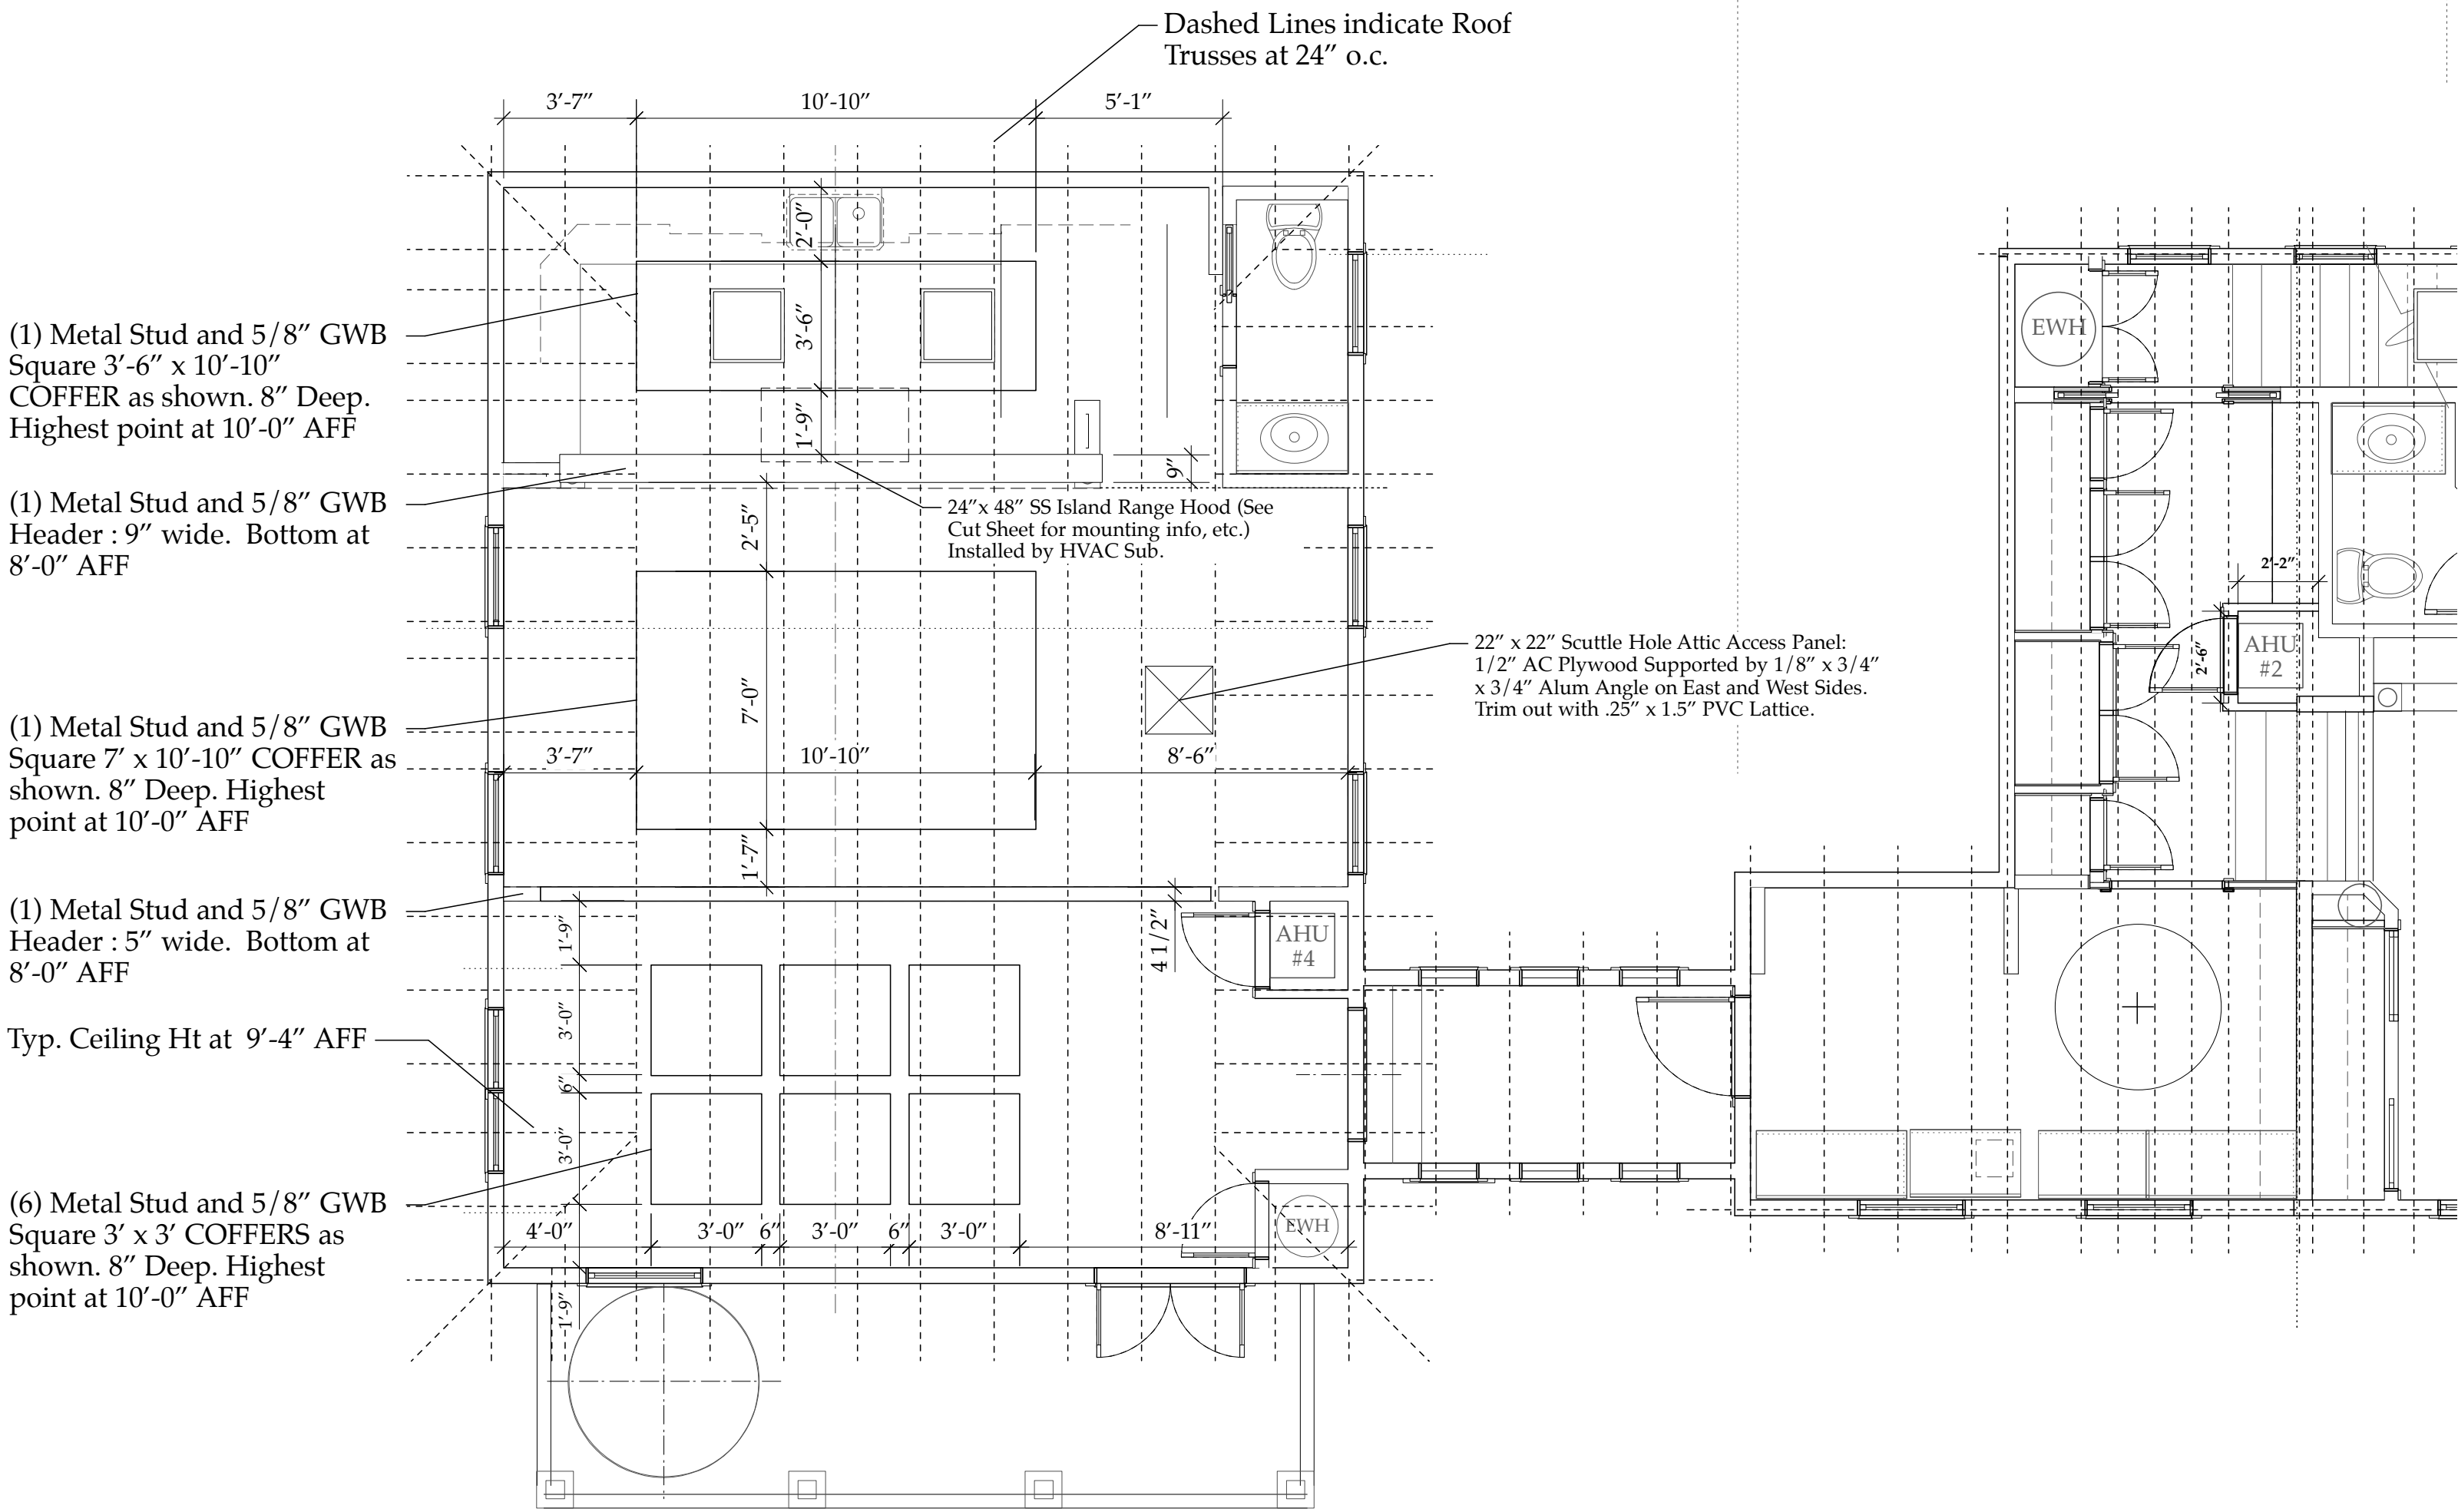 Dashed Lines indicate Roof
Trusses at 24" o.c.
3'-7"
10'-10"
5'-1"
2'-0"
3'-6"
1'-9"
9"
(1) Metal Stud and 5/8" GWB
Square 3'-6" x 10'-10"
COFFER as shown. 8" Deep.
Highest point at 10'-0" AFF
(1) Metal Stud and 5/8" GWB
Header : 9" wide.  Bottom at
8'-0" AFF
24"x 48" SS Island Range Hood (See
Cut Sheet for mounting info, etc.)
Installed by HVAC Sub.
2'-5"
7'-0"
1'-7"
22" x 22" Scuttle Hole Attic Access Panel:
1/2" AC Plywood Supported by 1/8" x 3/4"
x 3/4" Alum Angle on East and West Sides.
Trim out with .25" x 1.5" PVC Lattice.
(1) Metal Stud and 5/8" GWB
Square 7' x 10'-10" COFFER as
shown. 8" Deep. Highest
point at 10'-0" AFF
3'-7"
10'-10"
8'-6"
(1) Metal Stud and 5/8" GWB
Header : 5" wide.  Bottom at
8'-0" AFF
4 1/2"
AHU
#4
Typ. Ceiling Ht at  9'-4" AFF
1'-9"
3'-0"
6"
3'-0"
1'-9"
(6) Metal Stud and 5/8" GWB
Square 3' x 3' COFFERS as
shown. 8" Deep. Highest
point at 10'-0" AFF
4'-0"
3'-0"
6"
3'-0"
6"
3'-0"
8'-11"
EWH
EWH
2'-2"
2'-6"
AHU
#2